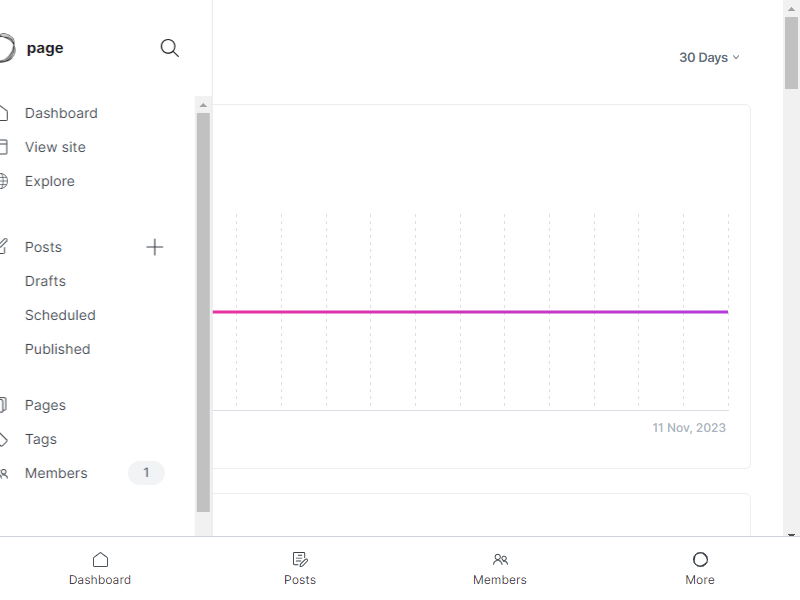 page
30 Days
Dashboard
View site
Explore
Posts
Drafts
Scheduled
Published
Pages
Tags
Members 1
11 Nov, 2023
Dashboard
Posts
Members
More